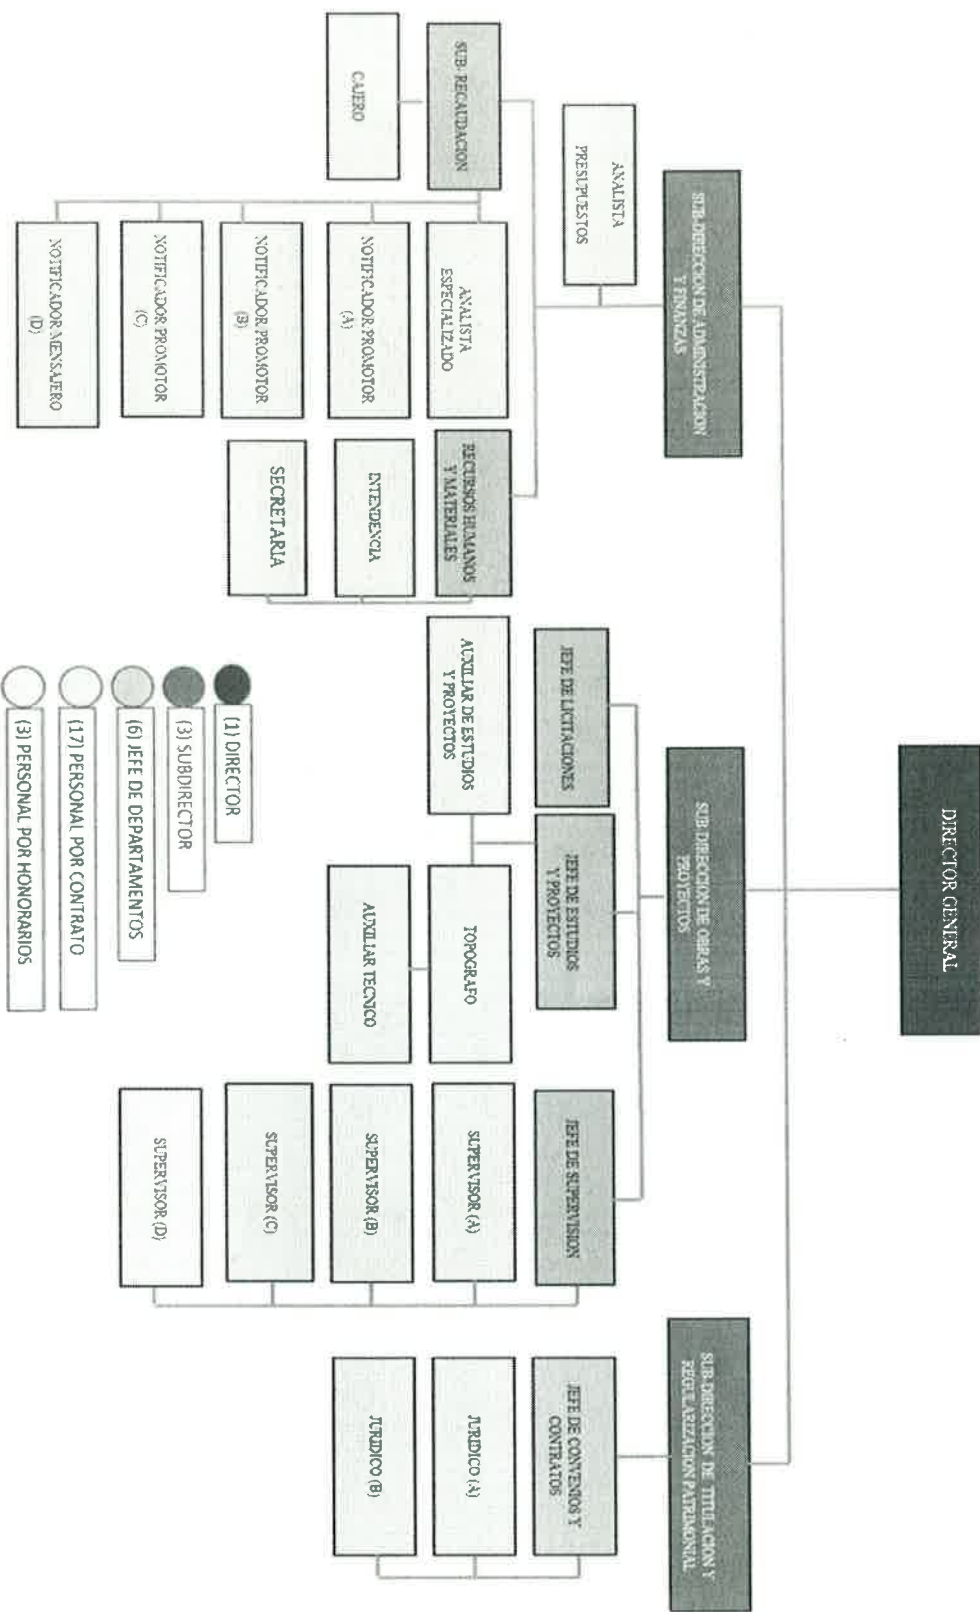 DIRECTOR GENERAL
SUB-DIRECCION DE ADMINISTRACION
Y FINANZAS
SUB DIRECCION DE OBRAS Y
PROYECTOS
SUB-DIRECCION DE TITULACION Y
REGULARIZACION PATRIMONIAL
ANALISTA
PRESUPUESTOS
SUB- RECAUDACION
CAJERO
ANALISTA
ESPECIALIZADO
NOTIFICADOR/PROMOTOR
(A)
NOTIFICADOR/PROMOTOR
(B)
NOTIFICADOR/PROMOTOR
(C)
NOTIFICADOR MENSAJERO
(D)
RECURSOS HUMANOS
Y MATERIALES
INTENDENCIA
SECRETARIA
JEFE DE LICITACIONES
JEFE DE ESTUDIOS
Y PROYECTOS
AUXILIAR DE ESTUDIOS
Y PROYECTOS
TOPOGRAFO
AUXILIAR TECNICO
JEFE DE SUPERVISION
SUPERVISOR (A)
SUPERVISOR (B)
SUPERVISOR (C)
SUPERVISOR (D)
JEFE DE CONVENIOS Y
CONTRATOS
JURIDICO (A)
JURIDICO (B)
(1) DIRECTOR
(3) SUBDIRECTOR
(6) JEFE DE DEPARTAMENTOS
(17) PERSONAL POR CONTRATO
(3) PERSONAL POR HONORARIOS